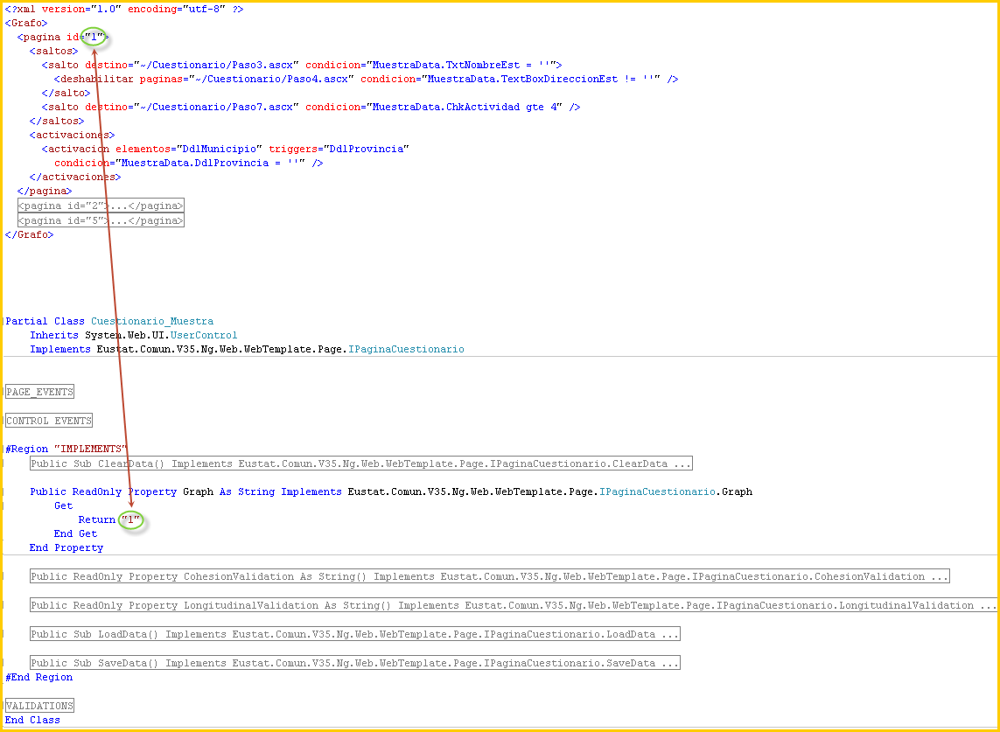 <?xml version="1.0" encoding="utf-8" ?>
<Grafo>
<pagina id="1">
<saltos>
<salto destino="~/Cuestionario/Paso3.ascx" condicion="MuestraData.TxtNombreEst = ''">
<deshabilitar paginas="~/Cuestionario/Paso4.ascx" condicion="MuestraData.TextBoxDireccionEst != ''" />
</salto>
<salto destino="~/Cuestionario/Paso7.ascx" condicion="MuestraData.ChkActividad gte 4" />
</saltos>
<activaciones>
<activacion elementos="DdlMunicipio" triggers="DdlProvincia"
condicion="MuestraData.DdlProvincia = ''" />
</activaciones>
</pagina>
<pagina id="2">...</pagina>
<pagina id="5">...</pagina>
</Grafo>
Partial Class Cuestionario_Muestra
Inherits System.Web.UI.UserControl
Implements Eustat.Comun.V35.Ng.Web.WebTemplate.Page.IPaginaCuestionario
PAGE_EVENTS
CONTROL EVENTS
#Region "IMPLEMENTS"
Public Sub ClearData() Implements Eustat.Comun.V35.Ng.Web.WebTemplate.Page.IPaginaCuestionario.ClearData ...
Public ReadOnly Property Graph As String Implements Eustat.Comun.V35.Ng.Web.WebTemplate.Page.IPaginaCuestionario.Graph
Get
Return "1"
End Get
End Property
Public ReadOnly Property CohesionValidation As String() Implements Eustat.Comun.V35.Ng.Web.WebTemplate.Page.IPaginaCuestionario.CohesionValidation ...
Public ReadOnly Property LongitudinalValidation As String() Implements Eustat.Comun.V35.Ng.Web.WebTemplate.Page.IPaginaCuestionario.LongitudinalValidation ...
Public Sub LoadData() Implements Eustat.Comun.V35.Ng.Web.WebTemplate.Page.IPaginaCuestionario.LoadData ...
Public Sub SaveData() Implements Eustat.Comun.V35.Ng.Web.WebTemplate.Page.IPaginaCuestionario.SaveData ...
#End Region
VALIDATIONS
End Class